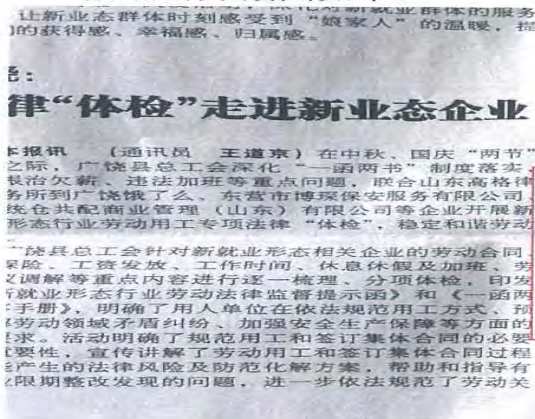 让新业态群体时刻感受到“娘家人”的温暖，提
的获得感、幸福感、归属感。
律“体检”走进新业态企业
本报讯 （通讯员 王道京）在中秋、国庆“两节”
之际，广饶县总工会深化“一函两书”制度落实，
根治欠薪、违法加班等重点问题，联合山东高格律
务所到广饶饿了么、东营市博琛保安服务有限公司、
统仓共配商业管理（山东）有限公司等企业开展新
形态行业劳动用工专项法律“体检”，稳定和谐劳动
广饶县总工会针对新就业形态相关企业的劳动合同、
保险、工资发放、工作时间、休息休假及加班、劳
议调解等重点内容进行逐一梳理、分项体检，印发
新就业形态行业劳动法律监督提示函》和《一函两
手册》，明确了用人单位在依法规范用工方式、预
劳动领域矛盾纠纷、加强安全生产保障等方面的
要求。活动明确了规范用工和签订集体合同的必要
重要性，宣传讲解了劳动用工和签订集体合同过程
产生的法律风险及防范化解方案，帮助和指导有
限期整改发现的问题，进一步依法规范了劳动关